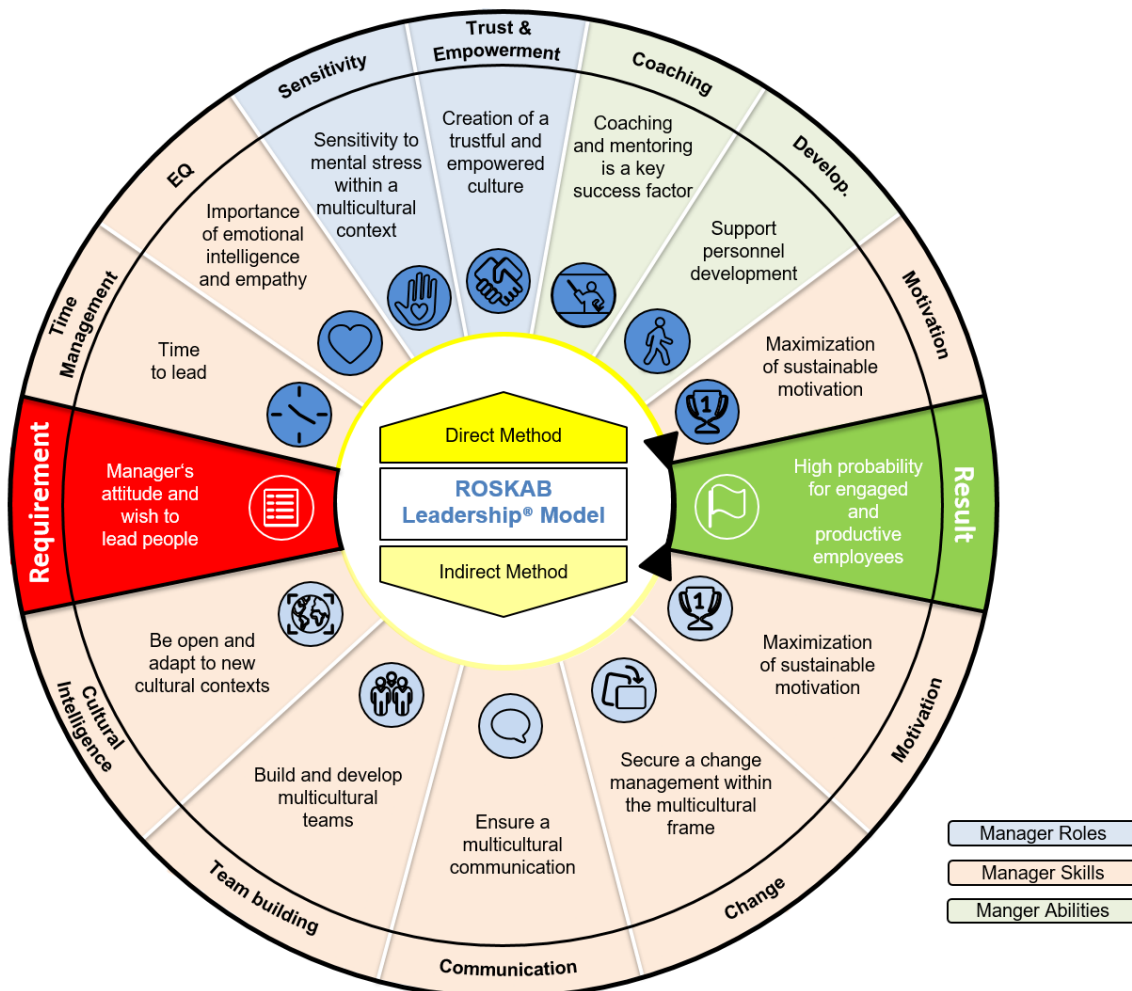 Trust &
Empowerment
Creation of a
trustful and
empowered
culture
Coaching
Coaching
and mentoring
is a key
success factor
Develop.
Support
personnel
development
Motivation
Maximization
of sustainable
motivation
1
Result
High probability
for engaged
and
productive
employees
Motivation
Maximization
of sustainable
motivation
1
Change
Secure a change
management within
the multicultural
frame
Communication
Ensure a
multicultural
communication
Team building
Build and develop
multicultural
teams
Cultural
Intelligence
Be open and
adapt to new
cultural contexts
Requirement
Manager‘s
attitude and
wish to
lead people
Time
Management
Time
to lead
EQ
Importance
of emotional
intelligence
and empathy
Sensitivity
Sensitivity to
mental stress
within a
multicultural
context
Direct Method
ROSKAB
Leadership® Model
Indirect Method
Manager Roles
Manager Skills
Manger Abilities